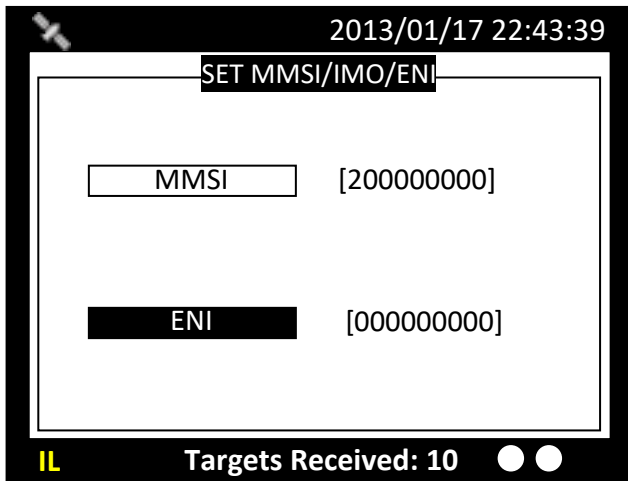 2013/01/17 22:43:39
SET MMSI/IMO/ENI
MMSI [200000000]
ENI [000000000]
IL Targets Received: 10